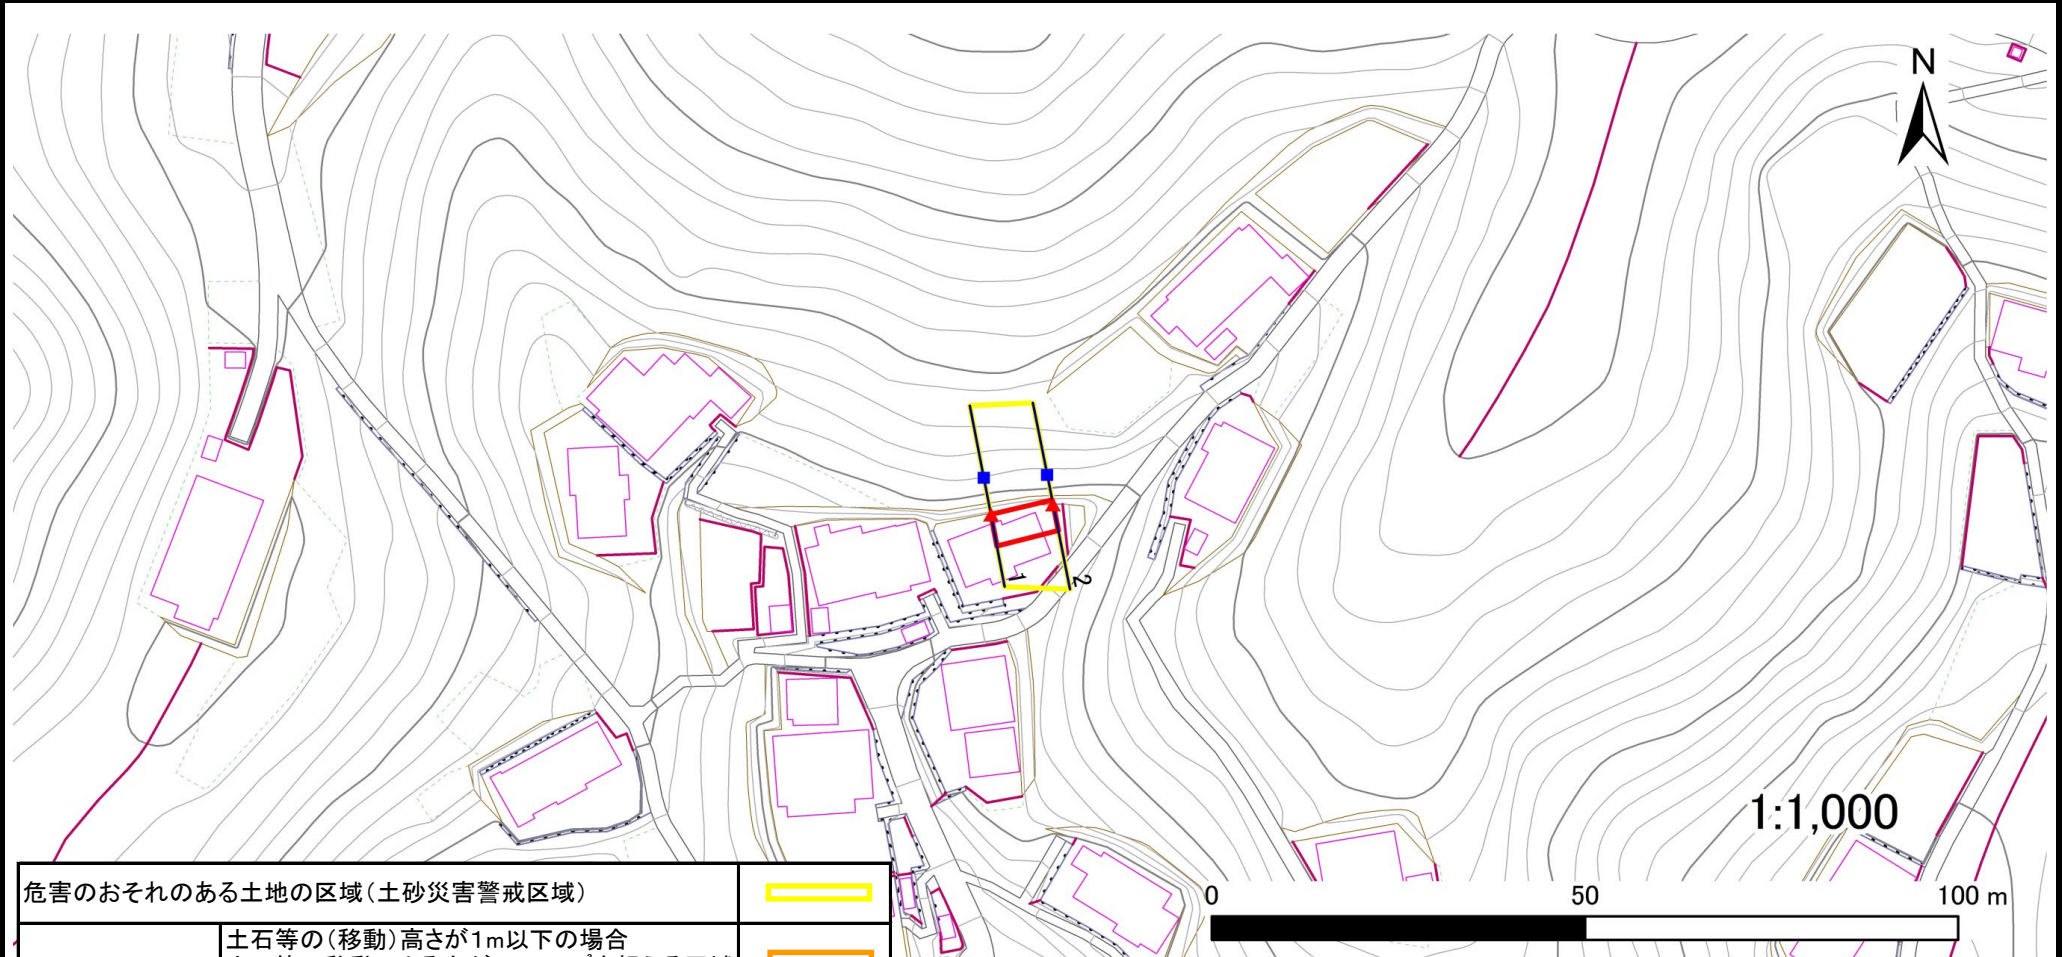 N
1
2
1:1,000
0 50 100 m
危害のおそれのある土地の区域(土砂災害警戒区域)
土石等の(移動)高さが1m以下の場合